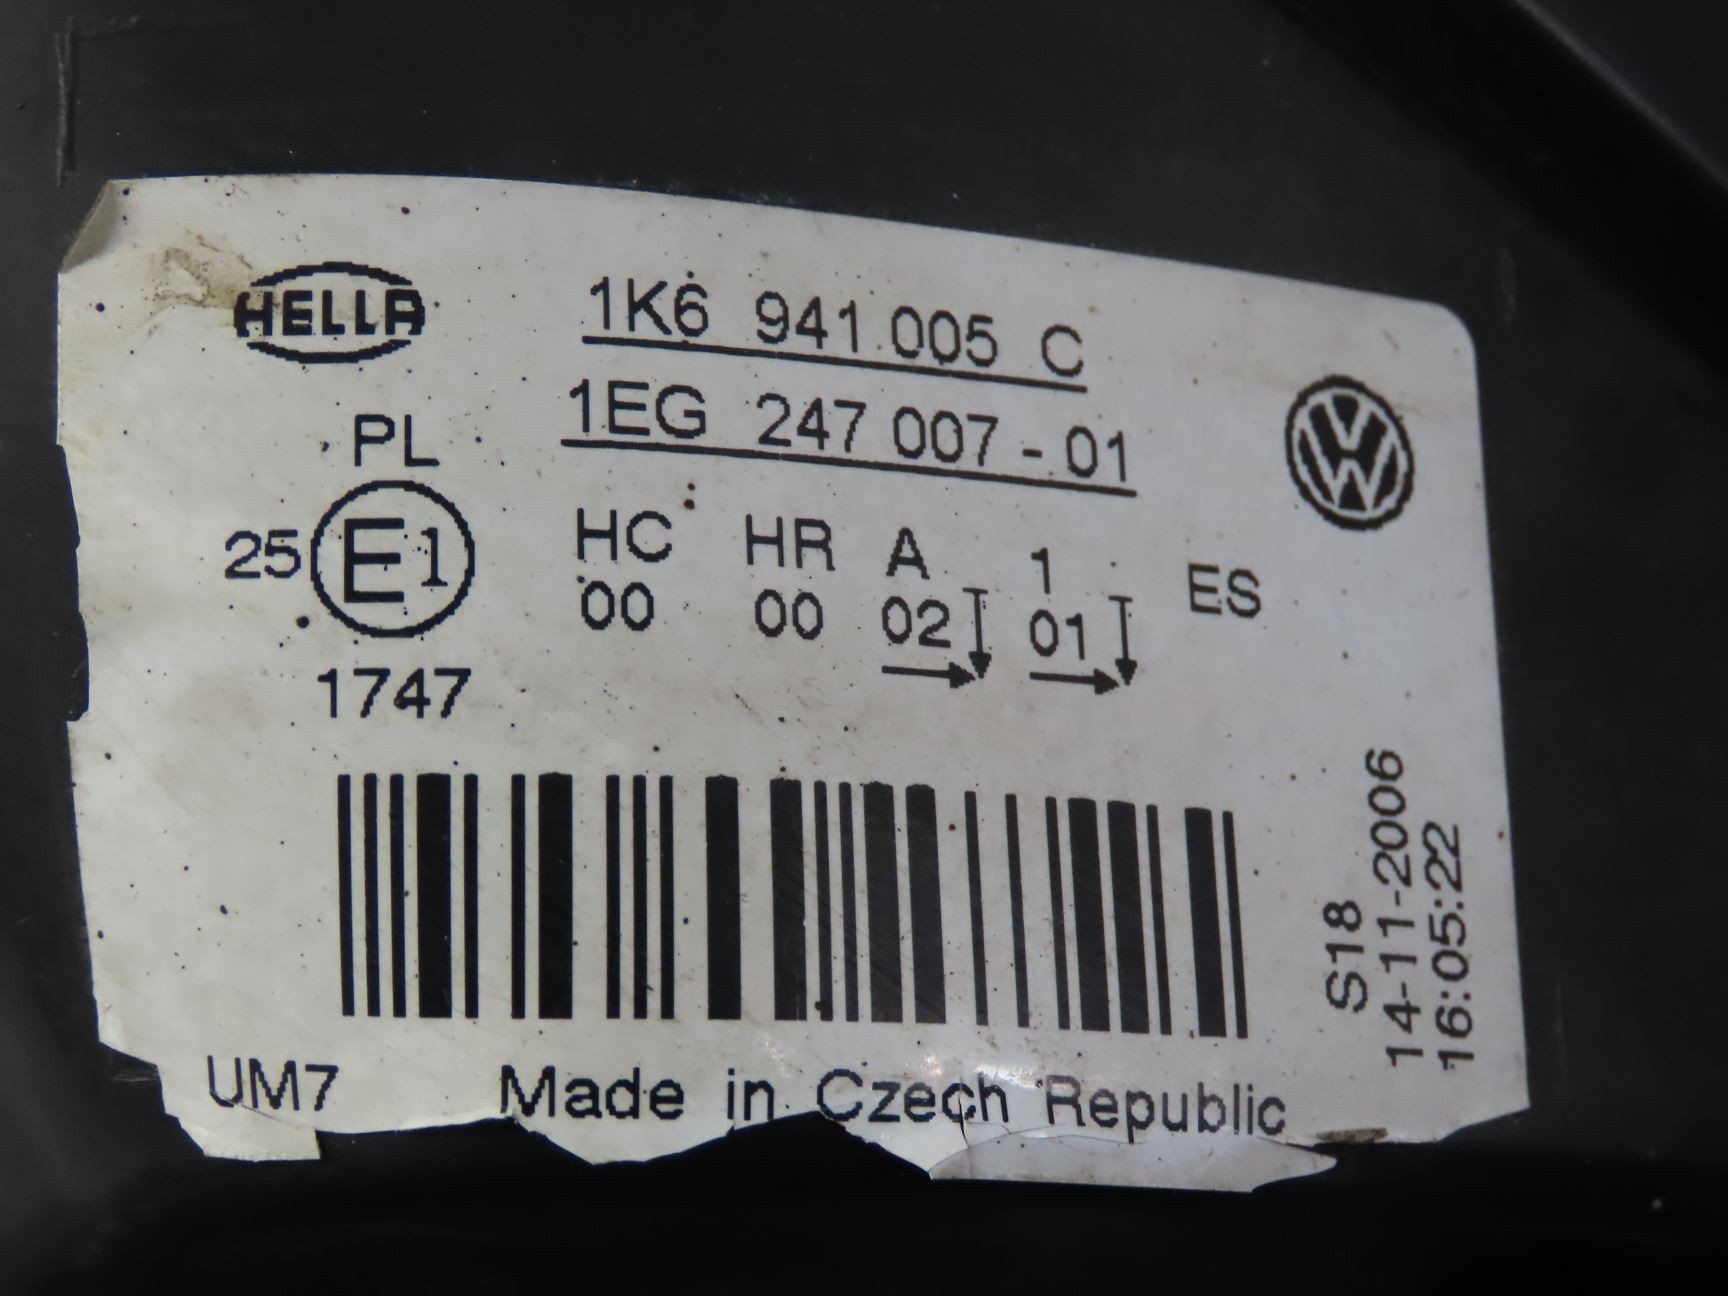 HELLA
1K6 941 005 C
1EG 247 007 - 01
PL
25 E1
HC HR A 1 ES
00 00 02 01
1747
UM7 Made in Czech Republic
S18
14-11-2006
16:05:22